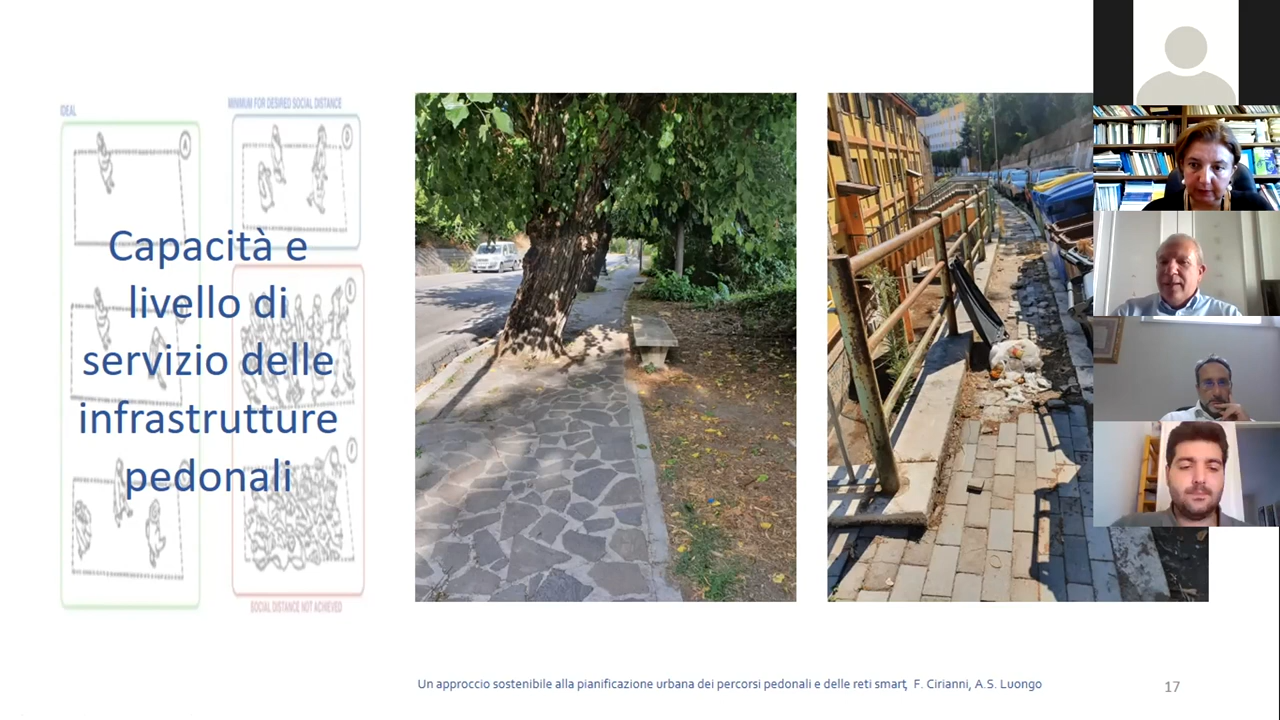 IDEAL
MINIMUM FOR DESIRED SOCIAL DISTANCE
A
D
Capacità e
livello di
servizio delle
infrastrutture
pedonali
SOCIAL DISTANCE NOT ACHIEVED
Un approccio sostenibile alla pianificazione urbana dei percorsi pedonali e delle reti smart, F. Cirianni, A.S. Luongo
17